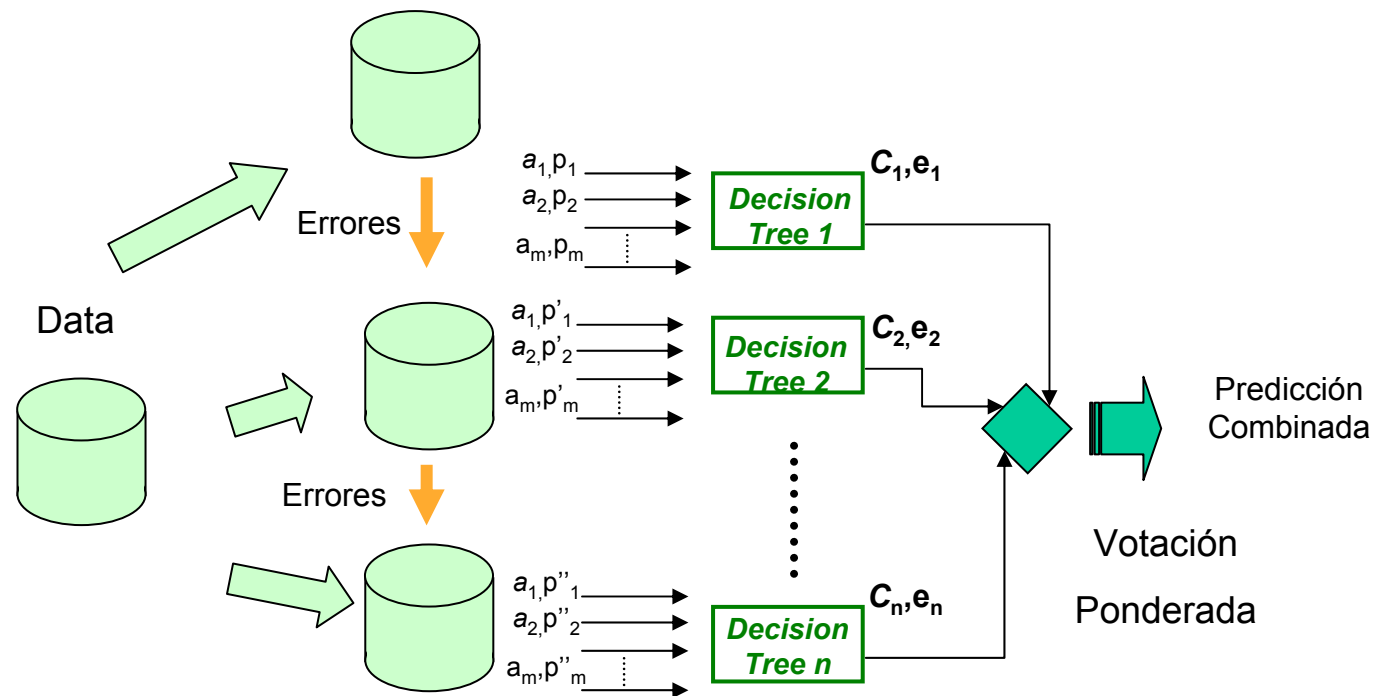 Data
Errores
Errores
a1,p1
a2,p2
am,pm
a1,p’1
a2,p’2
am,p’m
a1,p’’1
a2,p’’2
am,p’’m
Decision
Tree 1
C1,e1
Decision
Tree 2
C2,e2
Decision
Tree n
Cn,en
Predicción
Combinada
Votación
Ponderada